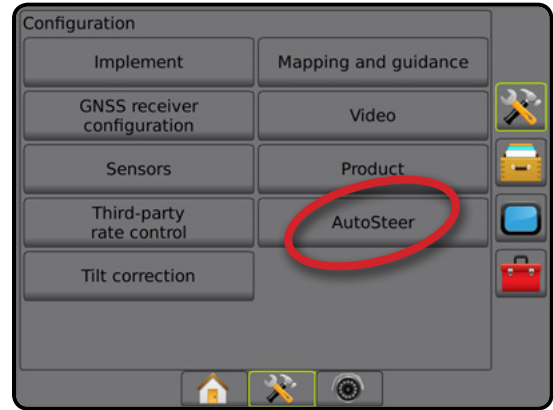 Configuration
Implement
Mapping and guidance
GNSS receiver
configuration
Video
Sensors
Product
Third-party
rate control
AutoSteer
Tilt correction